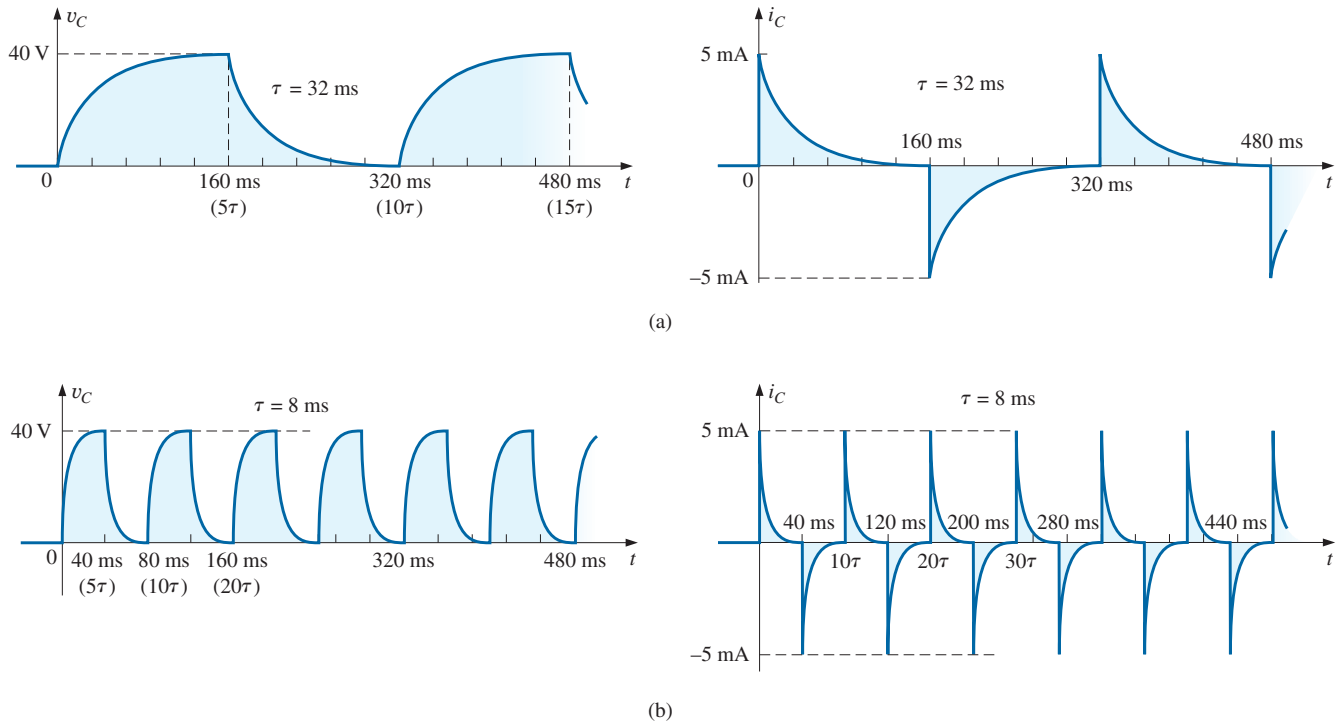 v_C
40 V
τ = 32 ms
0
160 ms
320 ms
480 ms
t
(5τ)
(10τ)
(15τ)
i_C
5 mA
τ = 32 ms
160 ms
480 ms
0
320 ms
t
–5 mA
(a)
v_C
τ = 8 ms
40 V
0
40 ms
80 ms
160 ms
320 ms
480 ms
t
(5τ)
(10τ)
(20τ)
i_C
τ = 8 ms
5 mA
40 ms
120 ms
200 ms
280 ms
440 ms
10τ
20τ
30τ
t
–5 mA
(b)